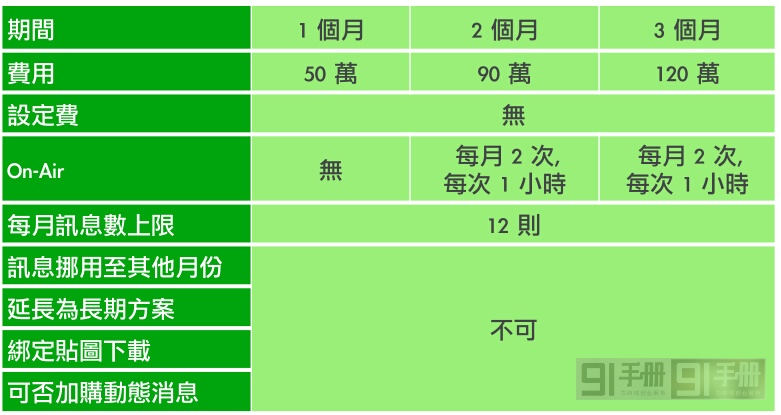 期間 1 個月 2 個月 3 個月
費用 50 萬 90 萬 120 萬
設定費 無
On-Air 無 每月 2 次, 每次 1 小時 每月 2 次, 每次 1 小時
每月訊息數上限 12 則
訊息挪用至其他月份
延長為長期方案
綁定貼圖下載
可否加購動態消息
不可
91手册 91手册